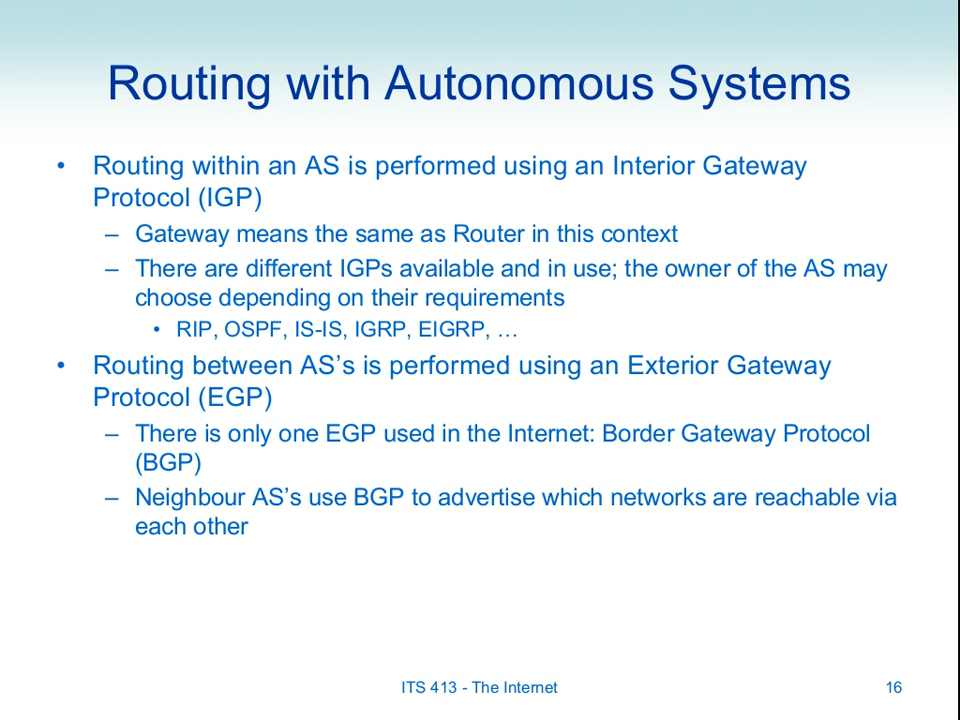 Routing with Autonomous Systems
• Routing within an AS is performed using an Interior Gateway
Protocol (IGP)
– Gateway means the same as Router in this context
– There are different IGPs available and in use; the owner of the AS may
choose depending on their requirements
• RIP, OSPF, IS-IS, IGRP, EIGRP, …
• Routing between AS’s is performed using an Exterior Gateway
Protocol (EGP)
– There is only one EGP used in the Internet: Border Gateway Protocol
(BGP)
– Neighbour AS’s use BGP to advertise which networks are reachable via
each other
ITS 413 - The Internet
16